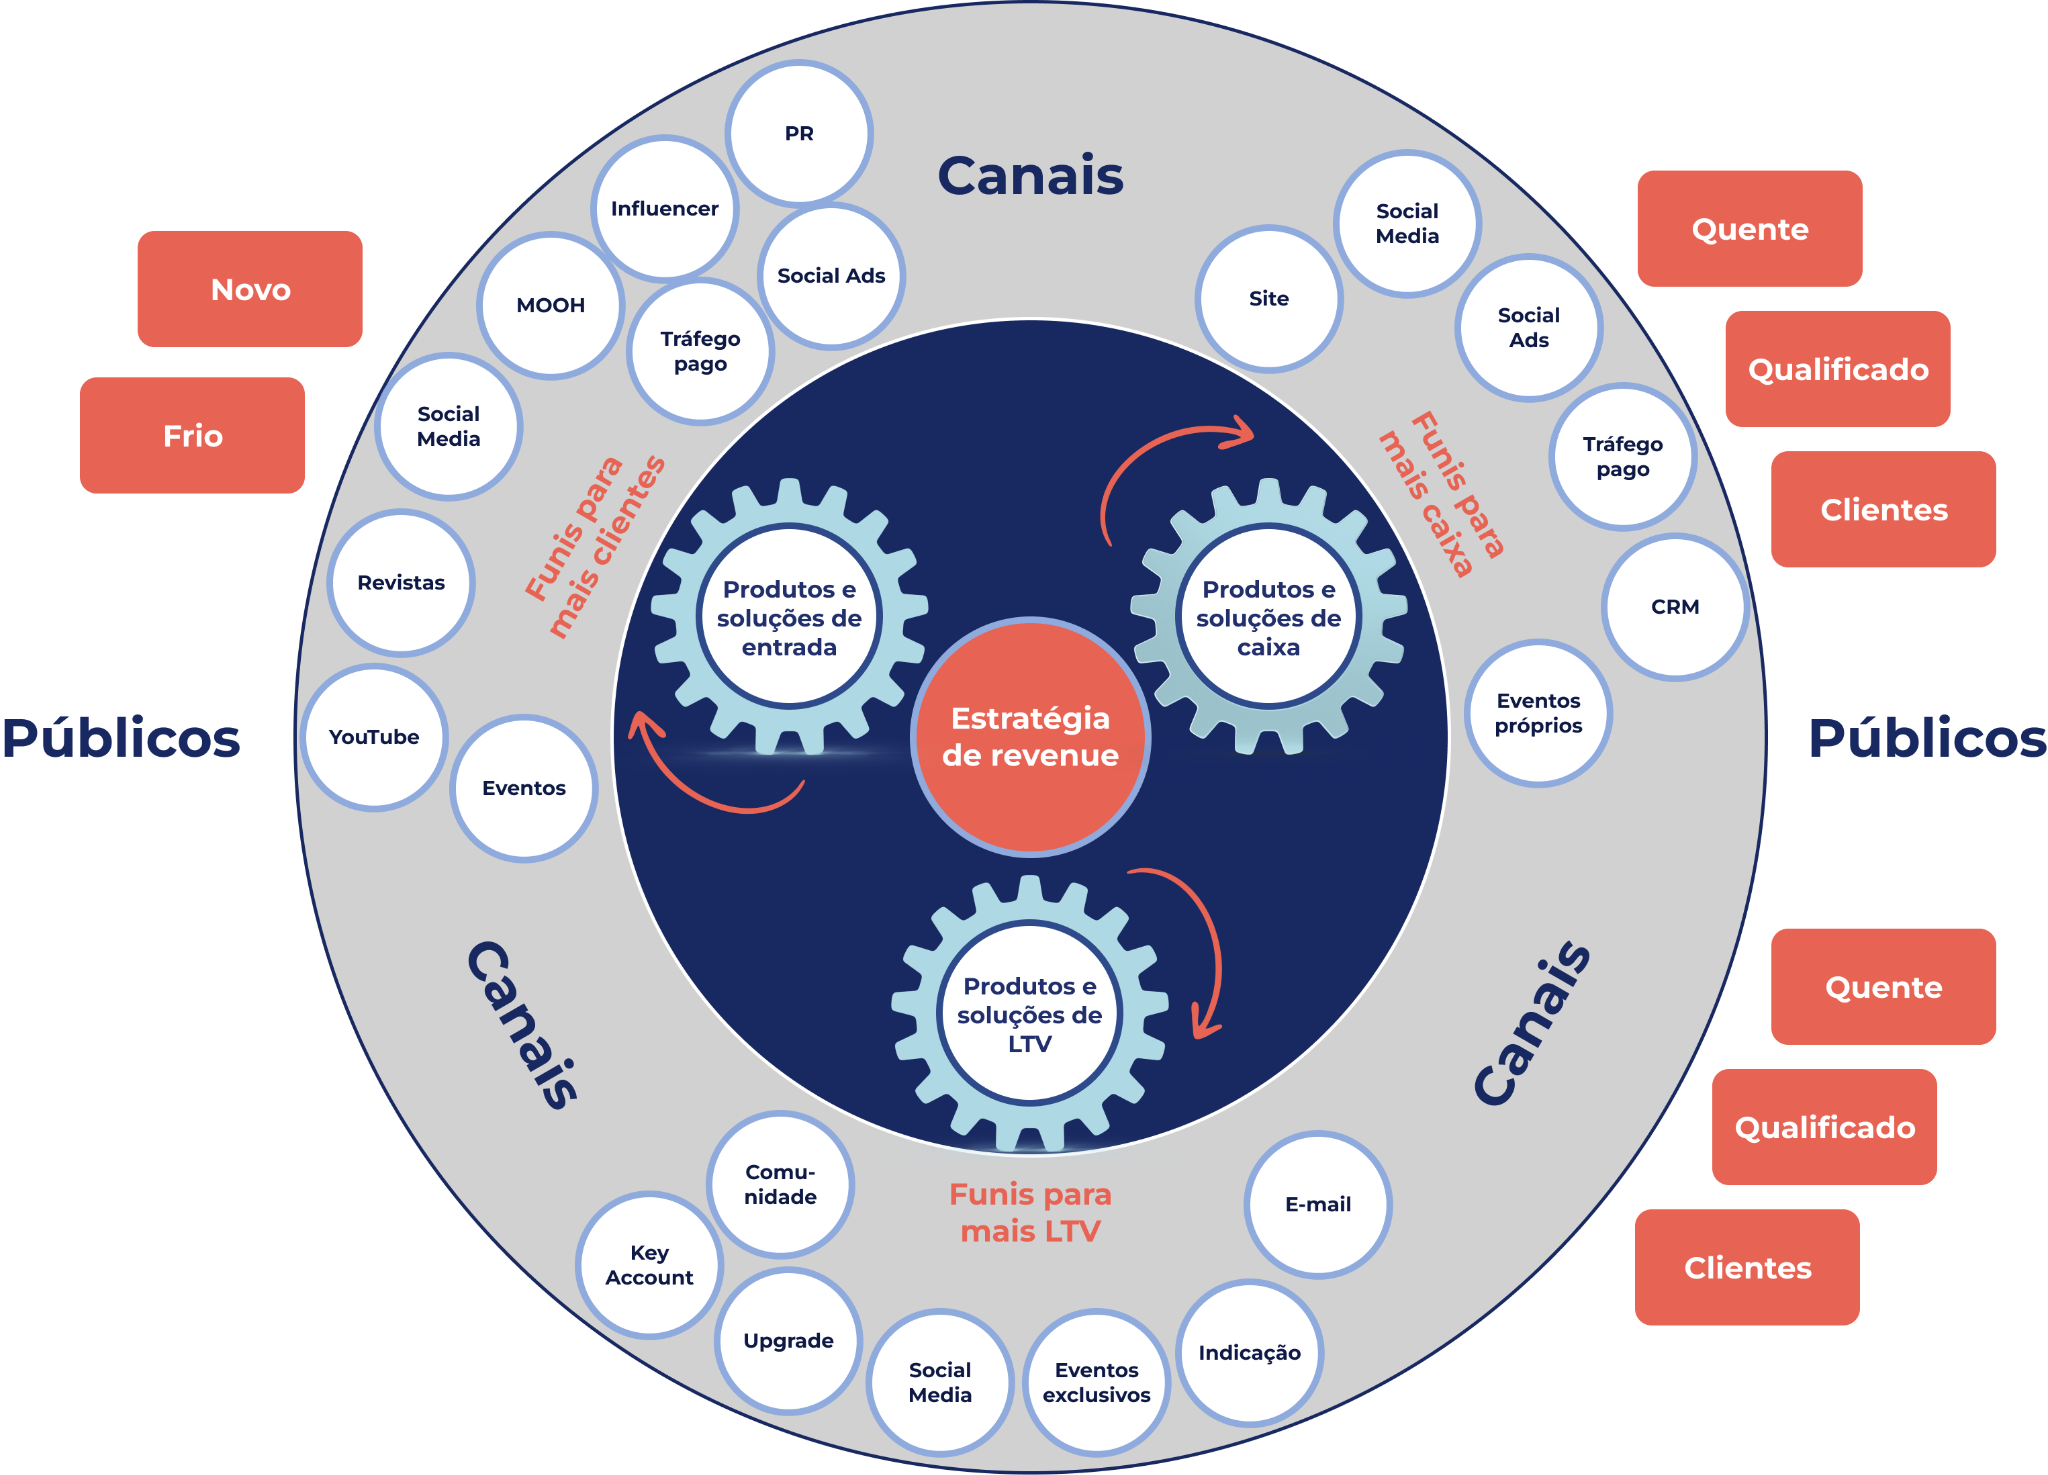 Canais
PR
Influencer
Social Ads
MOOH
Tráfego
pago
Social
Media
Revistas
YouTube
Eventos
Novo
Frio
Públicos
Funis para
mais clientes
Site
Social
Media
Social
Ads
Tráfego
pago
CRM
Eventos
próprios
Funis para
mais caixa
Quente
Qualificado
Clientes
Públicos
Produtos e
soluções de
entrada
Produtos e
soluções de
caixa
Estratégia
de revenue
Produtos e
soluções de
LTV
Canais
Canais
Funis para
mais LTV
Comu-
nidade
Key
Account
Upgrade
Social
Media
Eventos
exclusivos
Indicação
E-mail
Quente
Qualificado
Clientes